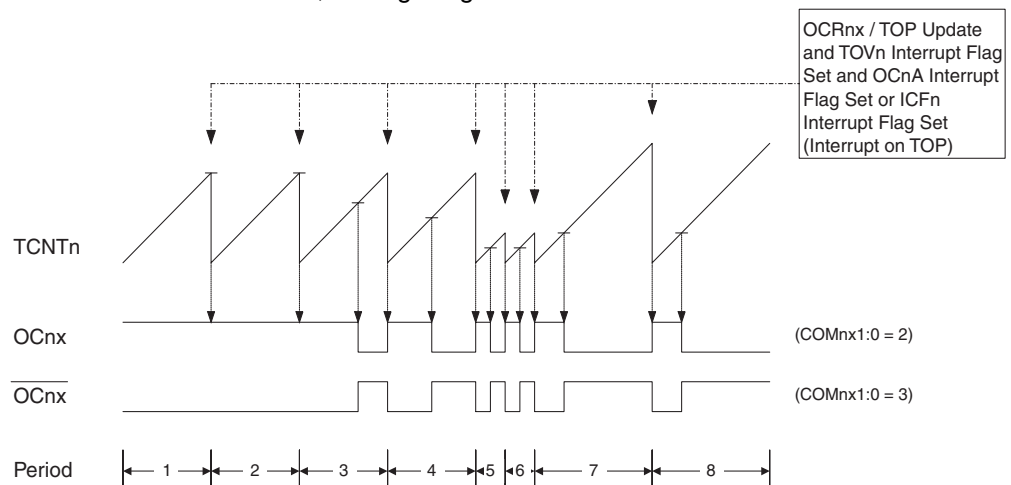 OCRnx / TOP Update
and TOVn Interrupt Flag
Set and OCnA Interrupt
Flag Set or ICFn
Interrupt Flag Set
(Interrupt on TOP)
TCNTn
OCnx
(COMnx1:0 = 2)
OCnx
(COMnx1:0 = 3)
Period
1 2 3 4 5 6 7 8